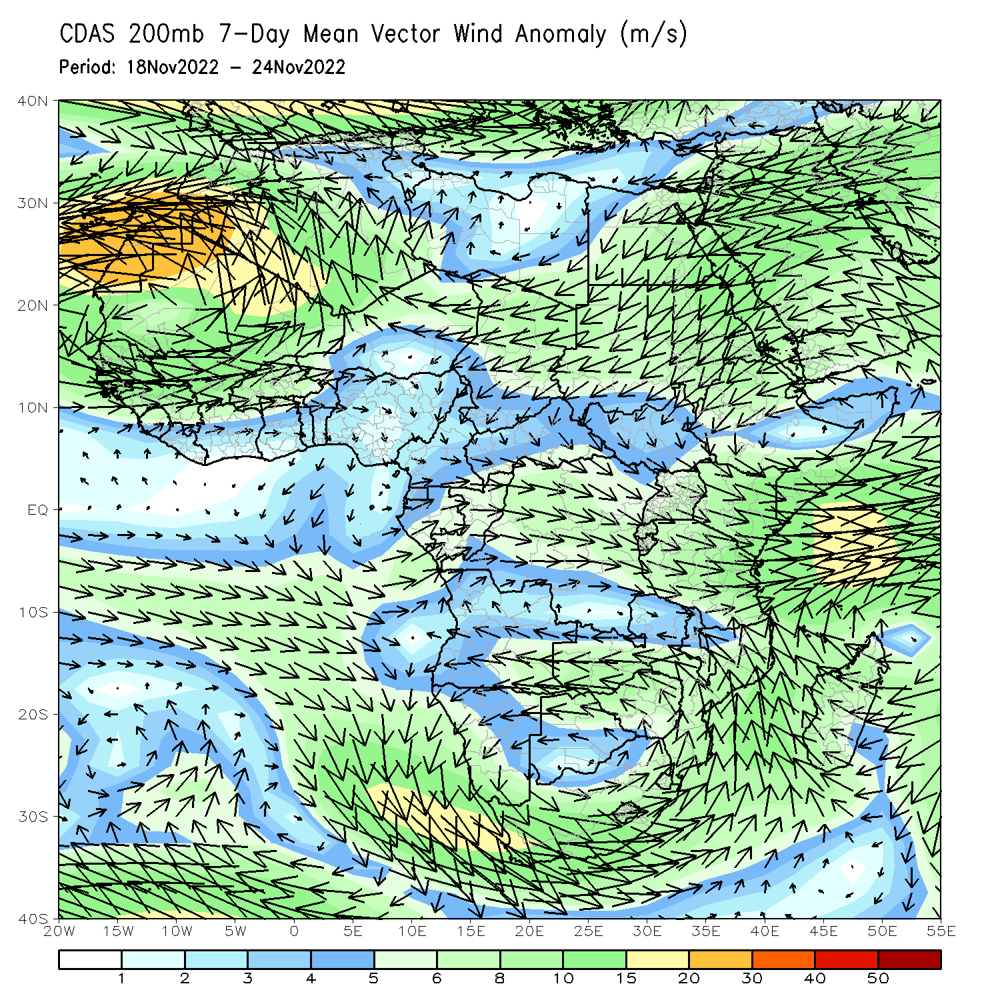 CDAS 200mb 7-Day Mean Vector Wind Anomaly (m/s)
Period: 18Nov2022 - 24Nov2022
40N
30N
20N
10N
EQ
10S
20S
30S
40S
20W 15W 10W 5W 0 5E 10E 15E 20E 25E 30E 35E 40E 45E 50E 55E
1 2 3 4 5 6 8 10 15 20 30 40 50